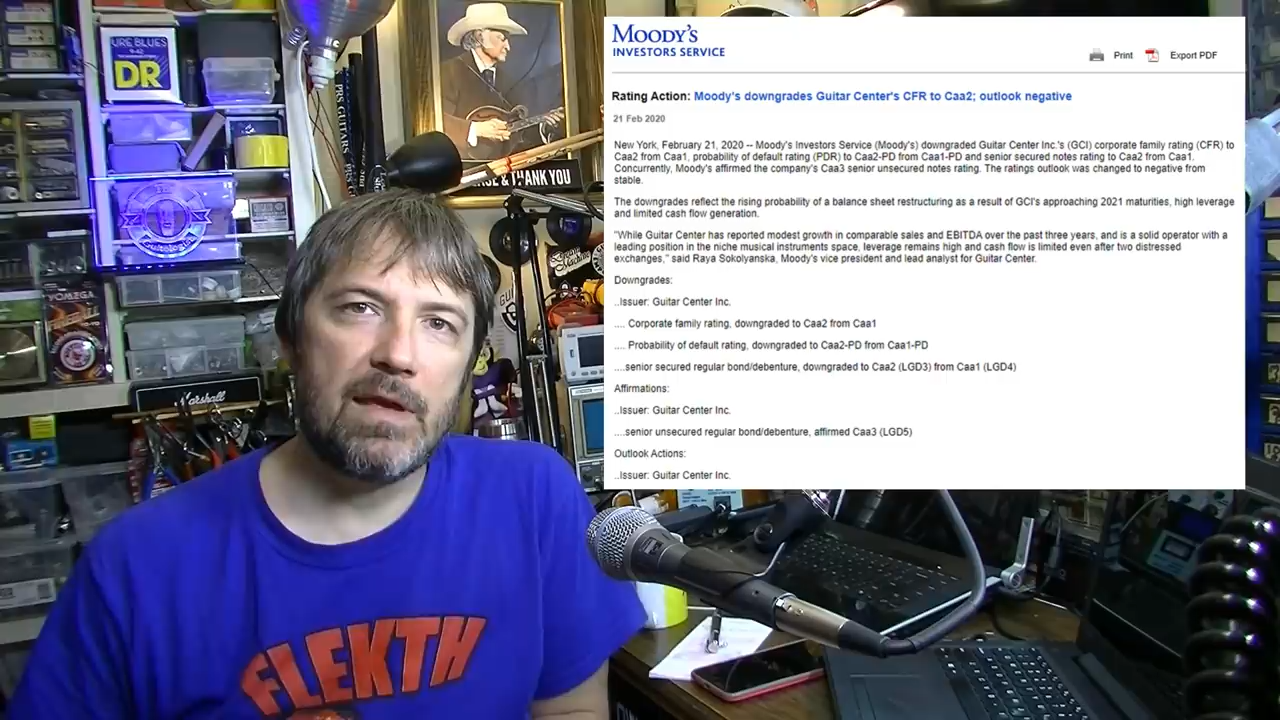 MOODY'S
INVESTORS SERVICE
Print
Export PDF
Rating Action: Moody's downgrades Guitar Center's CFR to Caa2; outlook negative
21 Feb 2020
New York, February 21, 2020 -- Moody's Investors Service (Moody's) downgraded Guitar Center Inc.'s (GCI) corporate family rating (CFR) to
Caa2 from Caa1, probability of default rating (PDR) to Caa2-PD from Caa1-PD and senior secured notes rating to Caa2 from Caa1.
Concurrently, Moody's affirmed the company's Caa3 senior unsecured notes rating. The ratings outlook was changed to negative from
stable.
The downgrades reflect the rising probability of a balance sheet restructuring as a result of GCI's approaching 2021 maturities, high leverage
and limited cash flow generation.
"While Guitar Center has reported modest growth in comparable sales and EBITDA over the past three years, and is a solid operator with a
leading position in the niche musical instruments space, leverage remains high and cash flow is limited even after two distressed
exchanges," said Raya Sokolyanska, Moody's vice president and lead analyst for Guitar Center.
Downgrades:
..Issuer: Guitar Center Inc.
.... Corporate family rating, downgraded to Caa2 from Caa1
.... Probability of default rating, downgraded to Caa2-PD from Caa1-PD
....senior secured regular bond/debenture, downgraded to Caa2 (LGD3) from Caa1 (LGD4)
Affirmations:
..Issuer: Guitar Center Inc.
....senior unsecured regular bond/debenture, affirmed Caa3 (LGD5)
Outlook Actions:
..Issuer: Guitar Center Inc.
URE BLUES
DR
PRS GUITARS
& THANK YOU
Marshall
FLEKTH